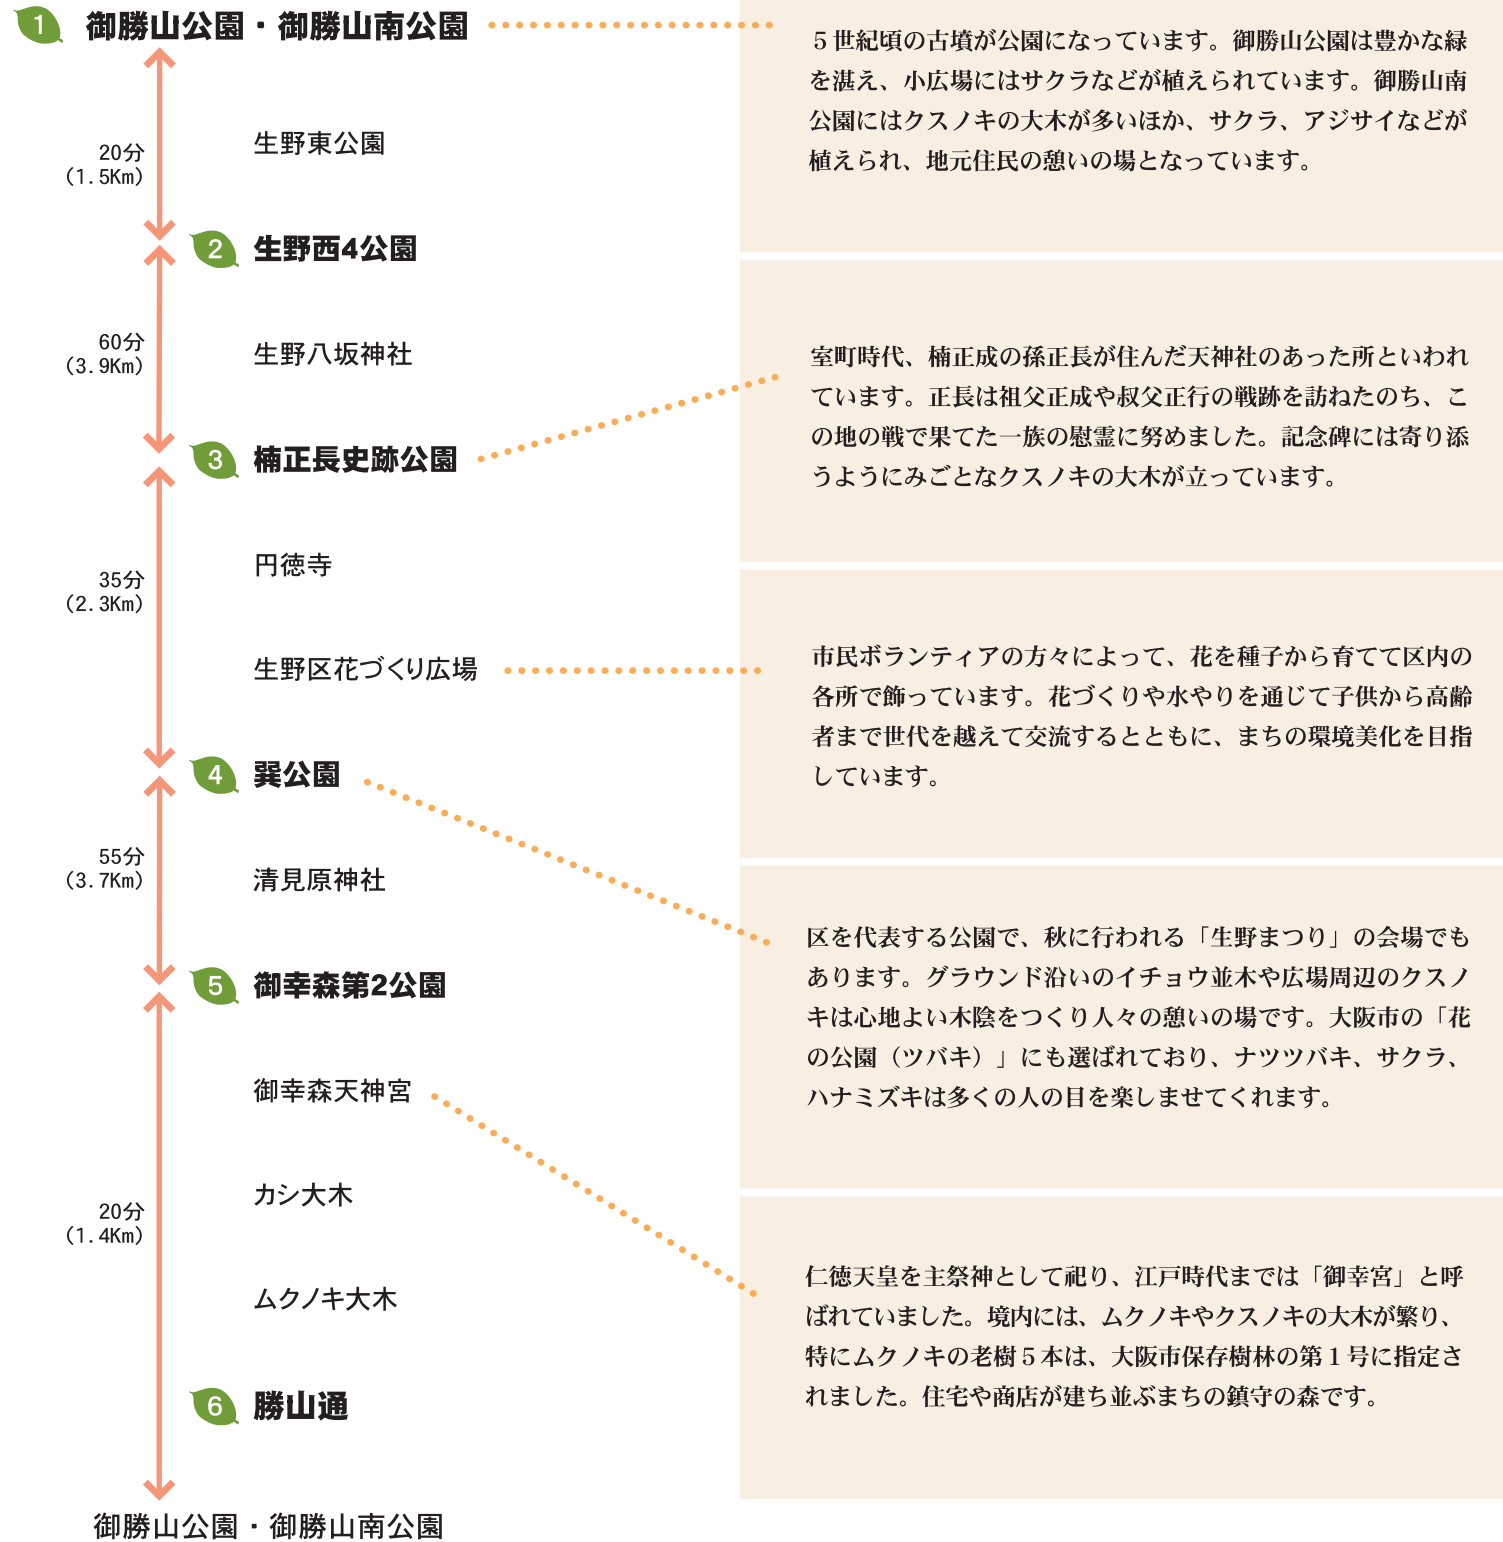 1 御勝山公園・御勝山南公園
5世紀頃の古墳が公園になっています。御勝山公園は豊かな緑
を湛え、小広場にはサクラなどが植えられています。御勝山南
公園にはクスノキの大木が多いほか、サクラ、アジサイなどが
植えられ、地元住民の憩いの場となっています。
20分
(1.5Km)
生野東公園
2 生野西4公園
60分
(3.9Km)
生野八坂神社
3 楠正長史跡公園
室町時代、楠正成の孫正長が住んだ天神社のあった所といわれ
ています。正長は祖父正成や叔父正行の戦跡を訪ねたのち、こ
の地の戦で果てた一族の慰霊に努めました。記念碑には寄り添
うようにみごとなクスノキの大木が立っています。
35分
(2.3Km)
円徳寺
生野区花づくり広場
市民ボランティアの方々によって、花を種子から育てて区内の
各所で飾っています。花づくりや水やりを通じて子供から高齢
者まで世代を越えて交流するとともに、まちの環境美化を目指
しています。
4 巽公園
55分
(3.7Km)
清見原神社
区を代表する公園で、秋に行われる「生野まつり」の会場でも
あります。グラウンド沿いのイチョウ並木や広場周辺のクスノ
キは心地よい木陰をつくり人々の憩いの場です。大阪市の「花
の公園（ツバキ）」にも選ばれており、ナツツバキ、サクラ、
ハナミズキは多くの人の目を楽しませてくれます。
5 御幸森第2公園
20分
(1.4Km)
御幸森天神宮
カシ大木
ムクノキ大木
仁徳天皇を主祭神として祀り、江戸時代までは「御幸宮」と呼
ばれていました。境内には、ムクノキやクスノキの大木が繁り、
特にムクノキの老樹5本は、大阪市保存樹林の第1号に指定さ
れました。住宅や商店が建ち並ぶまちの鎮守の森です。
6 勝山通
御勝山公園・御勝山南公園